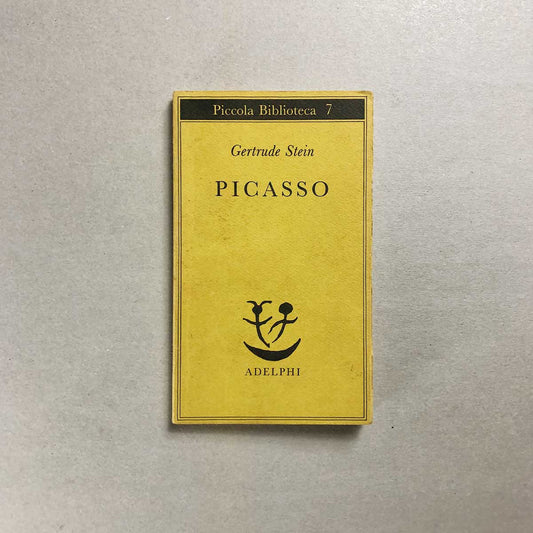 Piccola Biblioteca 7
Gertrude Stein
PICASSO
ADELPHI